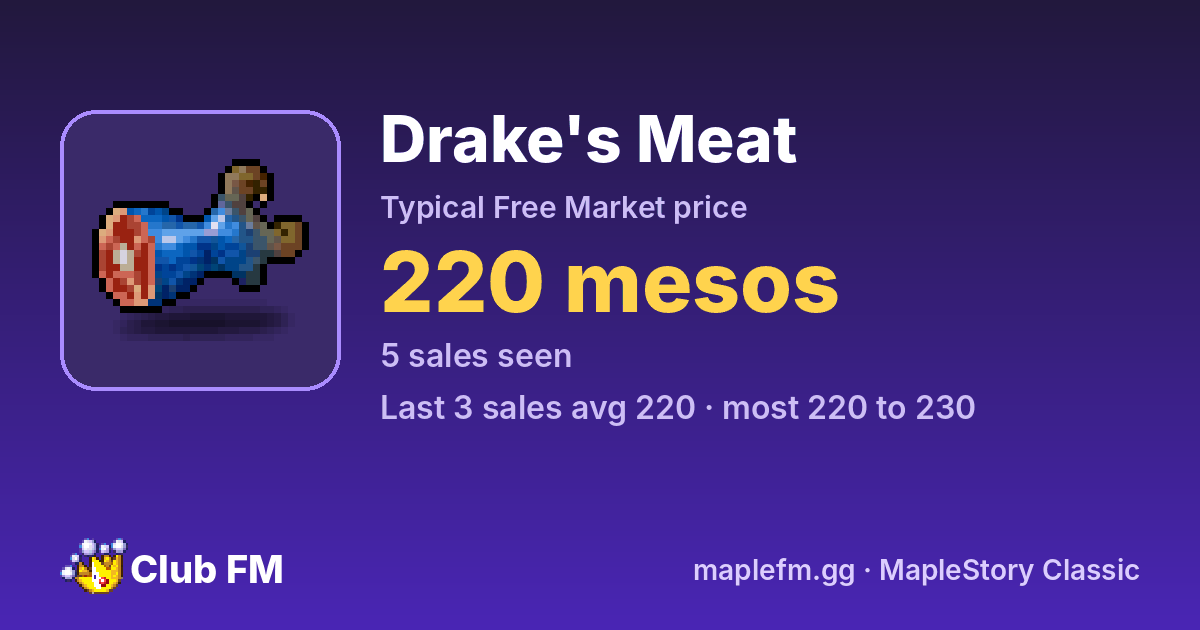 Drake's Meat
Typical Free Market price
220 mesos
5 sales seen
Last 3 sales avg 220 · most 220 to 230
Club FM
maplefm.gg · MapleStory Classic